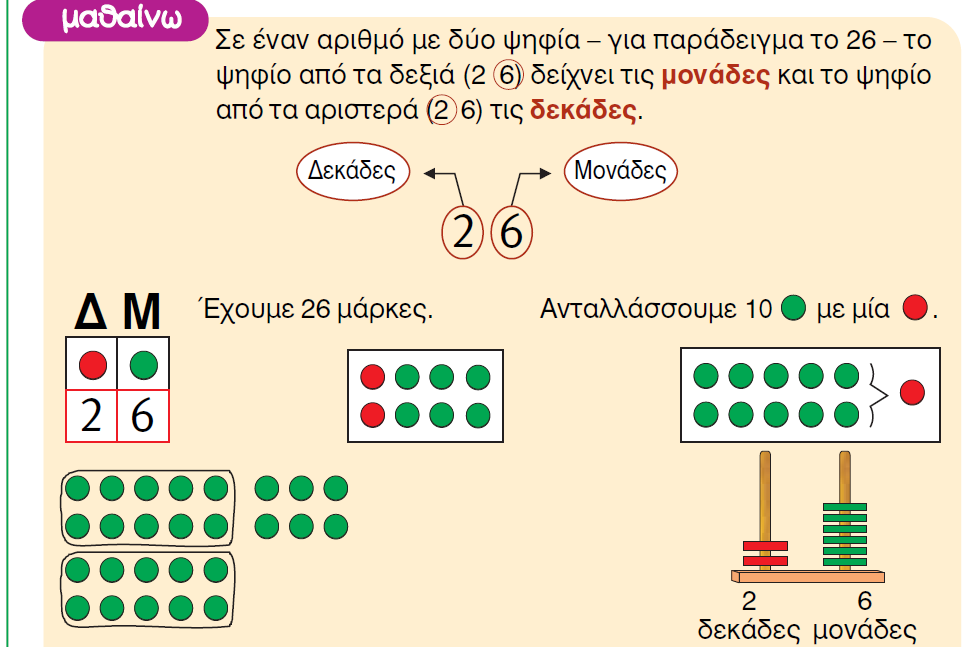 μαθαίνω
Σε έναν αριθμό με δύο ψηφία – για παράδειγμα το 26 – το
ψηφίο από τα δεξιά (2 6) δείχνει τις μονάδες και το ψηφίο
από τα αριστερά (2 6) τις δεκάδες.
Δεκάδες Μονάδες
2 6
Δ Μ
Έχουμε 26 μάρκες.
Ανταλλάσσουμε 10 με μία .
2 6
2 6
δεκάδες μονάδες